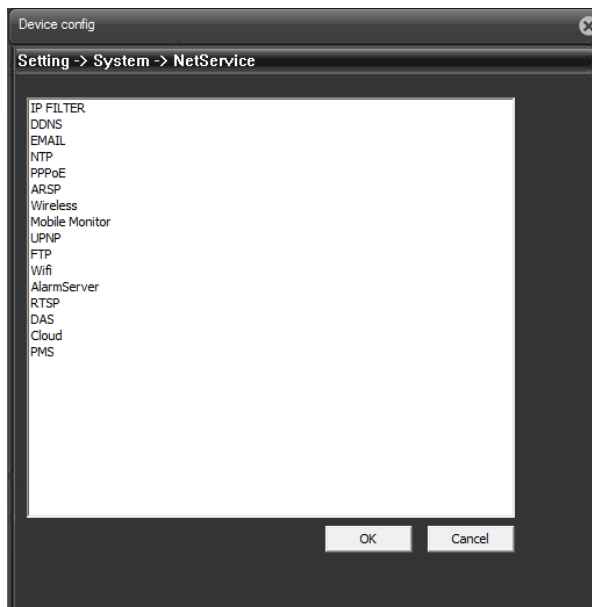 Device config
Setting -> System -> NetService
IP FILTER
DDNS
EMAIL
NTP
PPPoE
ARSP
Wireless
Mobile Monitor
UPNP
FTP
Wifi
AlarmServer
RTSP
DAS
Cloud
PMS
OK
Cancel